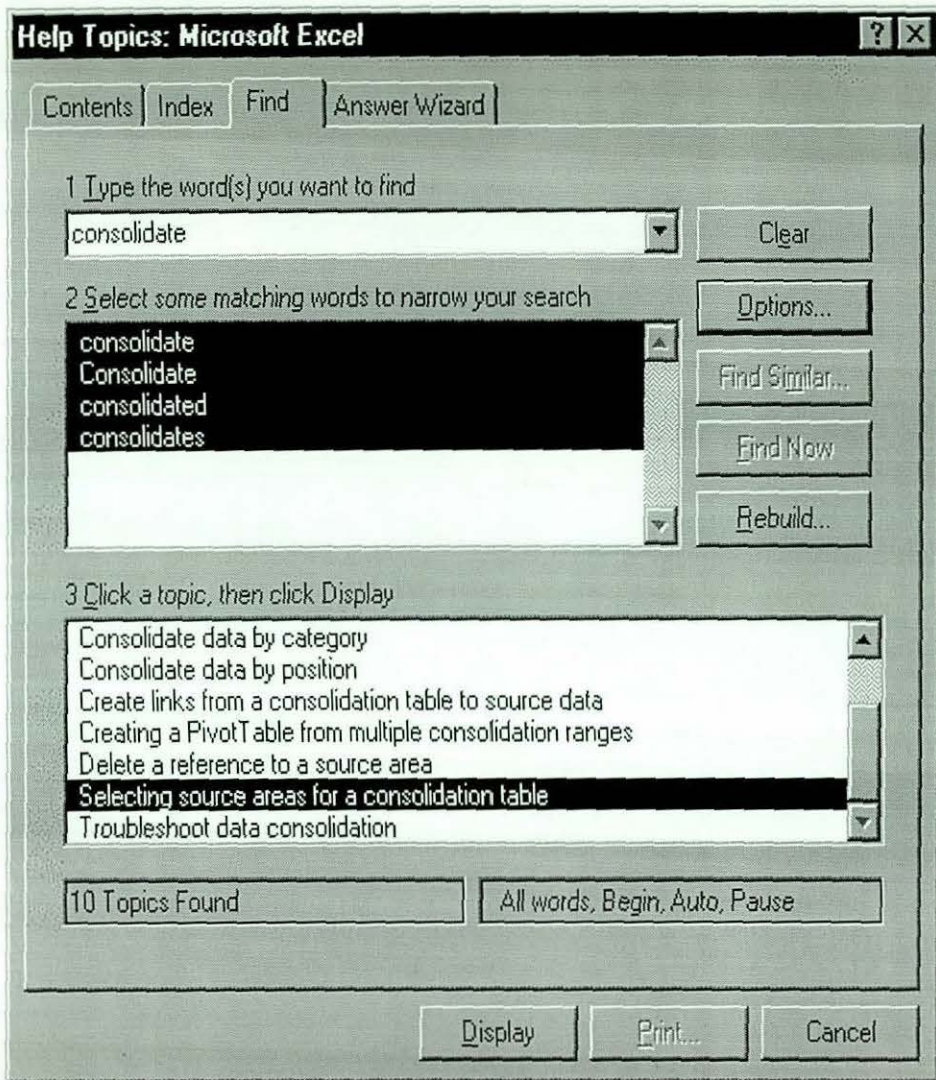 Help Topics: Microsoft Excel
Contents Index Find Answer Wizard
1 Type the word(s) you want to find
consolidate
Clear
2 Select some matching words to narrow your search
Options...
consolidate
Consolidate
consolidated
consolidates
Find Similar...
Find Now
Rebuild...
3 Click a topic, then click Display
Consolidate data by category
Consolidate data by position
Create links from a consolidation table to source data
Creating a PivotTable from multiple consolidation ranges
Delete a reference to a source area
Selecting source areas for a consolidation table
Troubleshoot data consolidation
10 Topics Found
All words, Begin, Auto, Pause
Display Print... Cancel